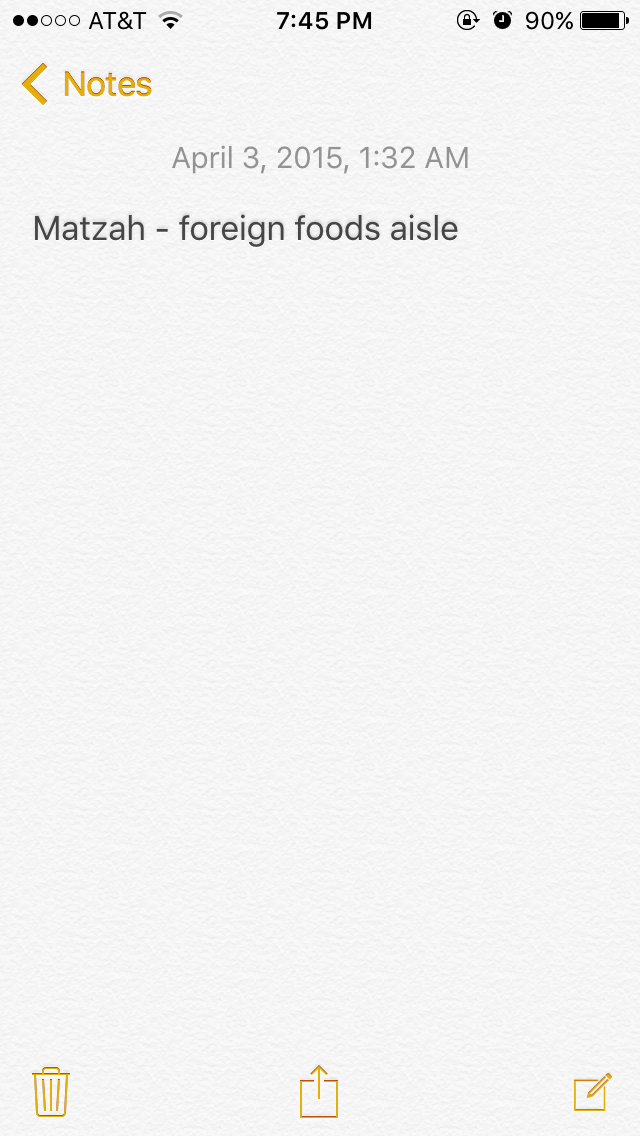 AT&T 7:45 PM 90%
Notes
April 3, 2015, 1:32 AM
Matzah - foreign foods aisle